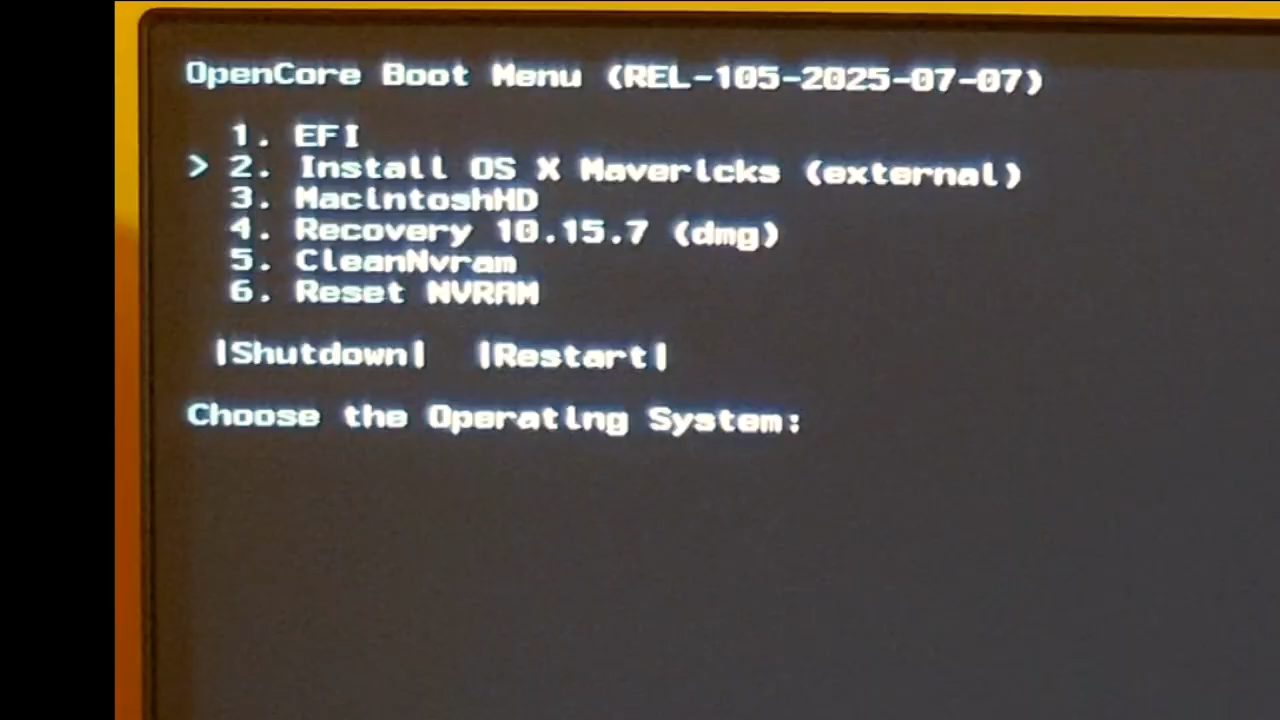 OpenCore Boot Menu (REL-105-2025-07-07)
1. EFI
> 2. Install OS X Mavericks (external)
3. MacintoshHD
4. Recovery 10.15.7 (dmg)
5. CleanNvram
6. Reset NVRAM
|Shutdown| |Restart|
Choose the Operating System: